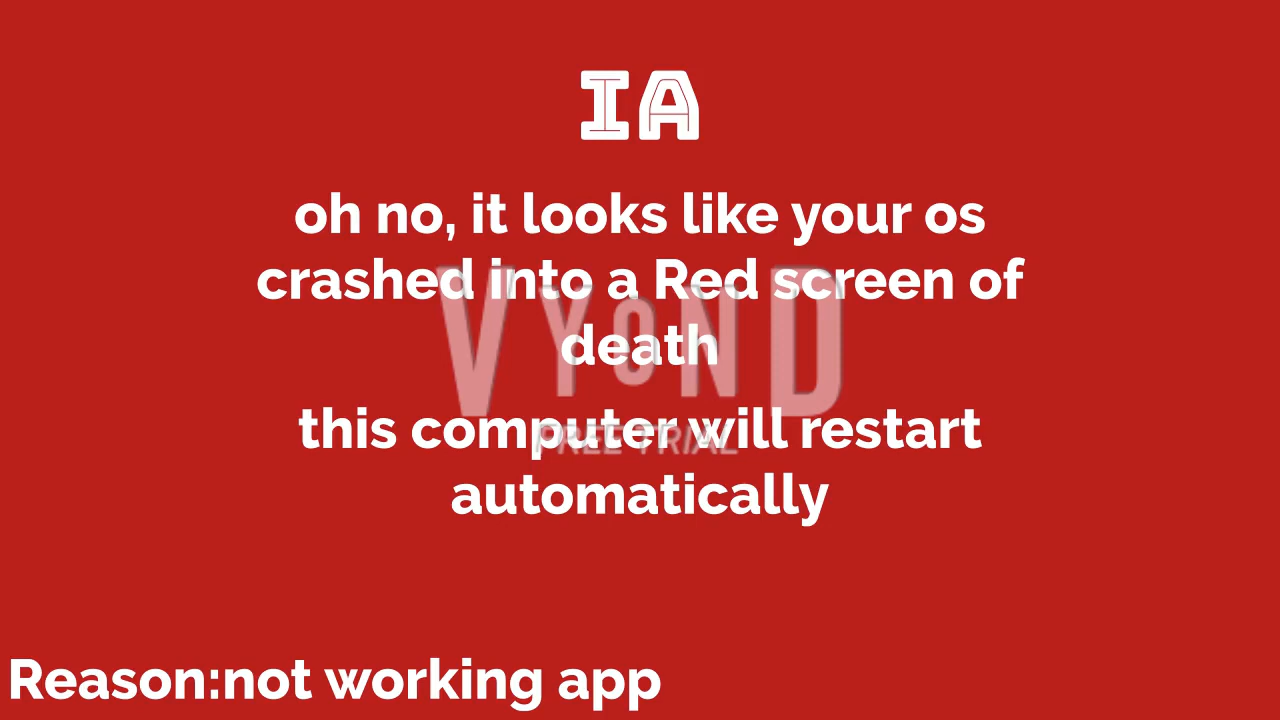 IA
oh no, it looks like your os
crashed into a Red screen of
death
VYOND
this computer will restart
FREE TRIAL
automatically
Reason:not working app